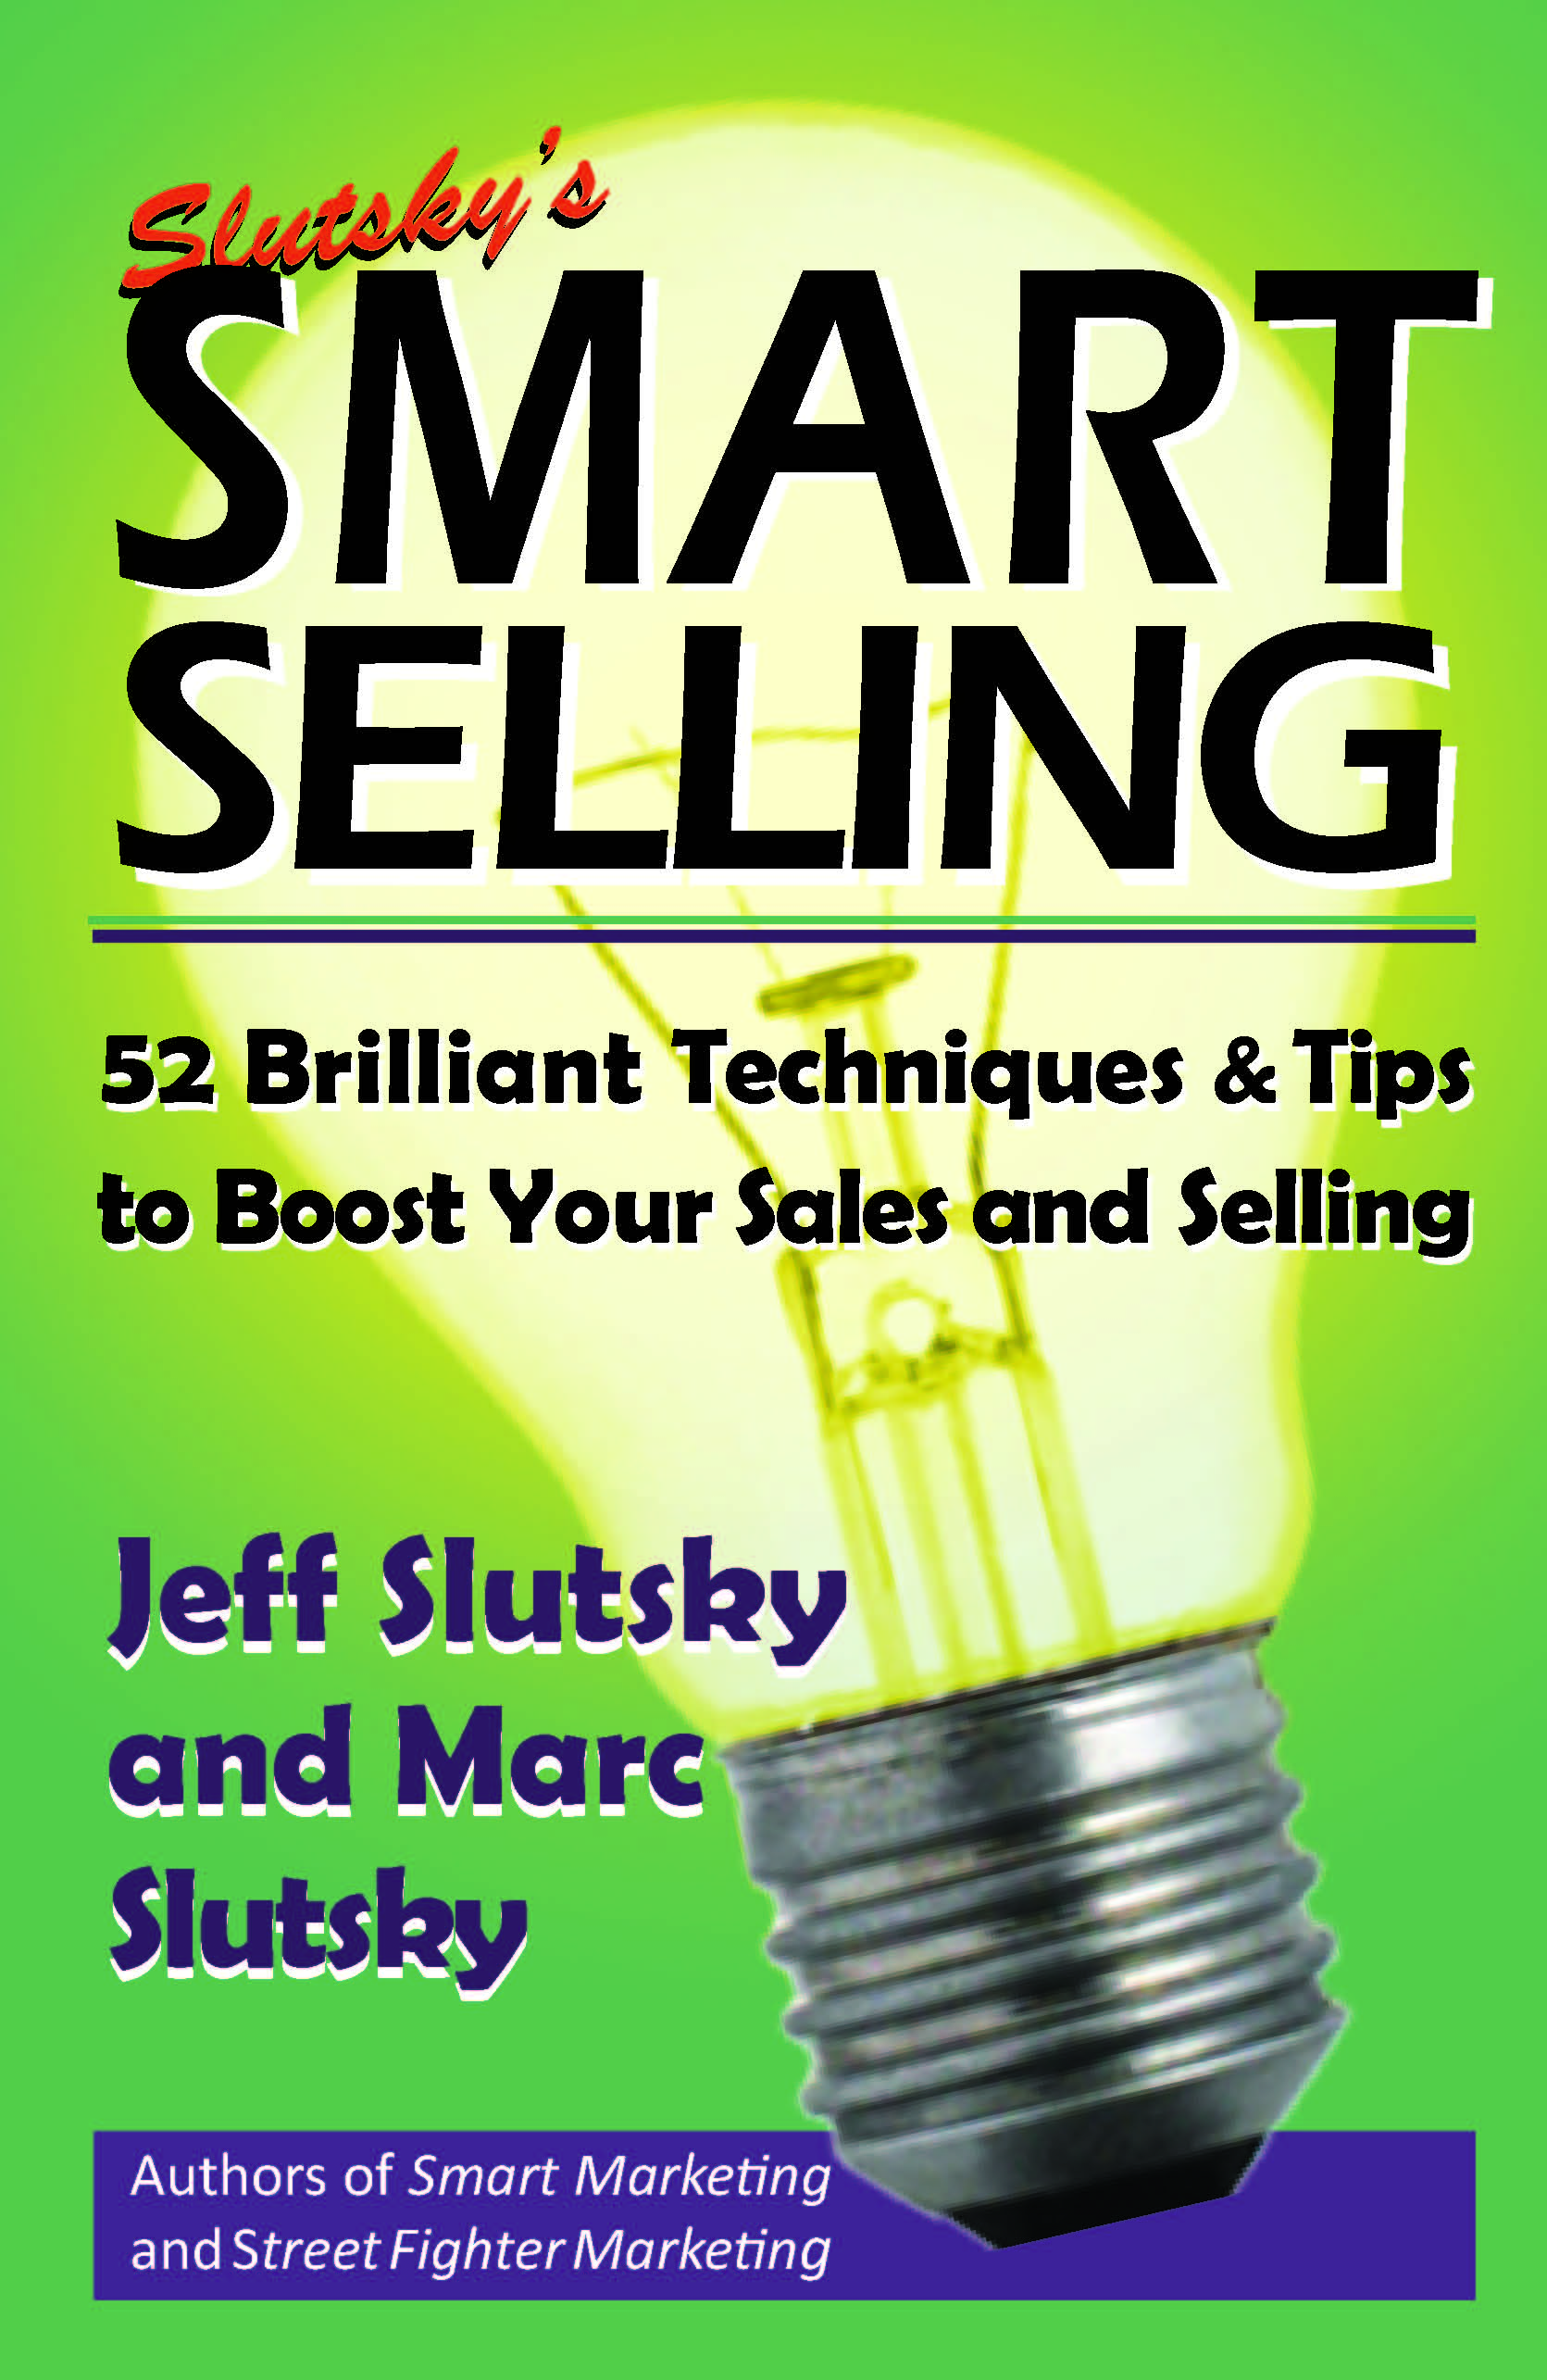 Slutsky's
SMART
SELLING
52 Brilliant Techniques & Tips
to Boost Your Sales and Selling
Jeff Slutsky
and Marc
Slutsky
Authors of Smart Marketing
and Street Fighter Marketing